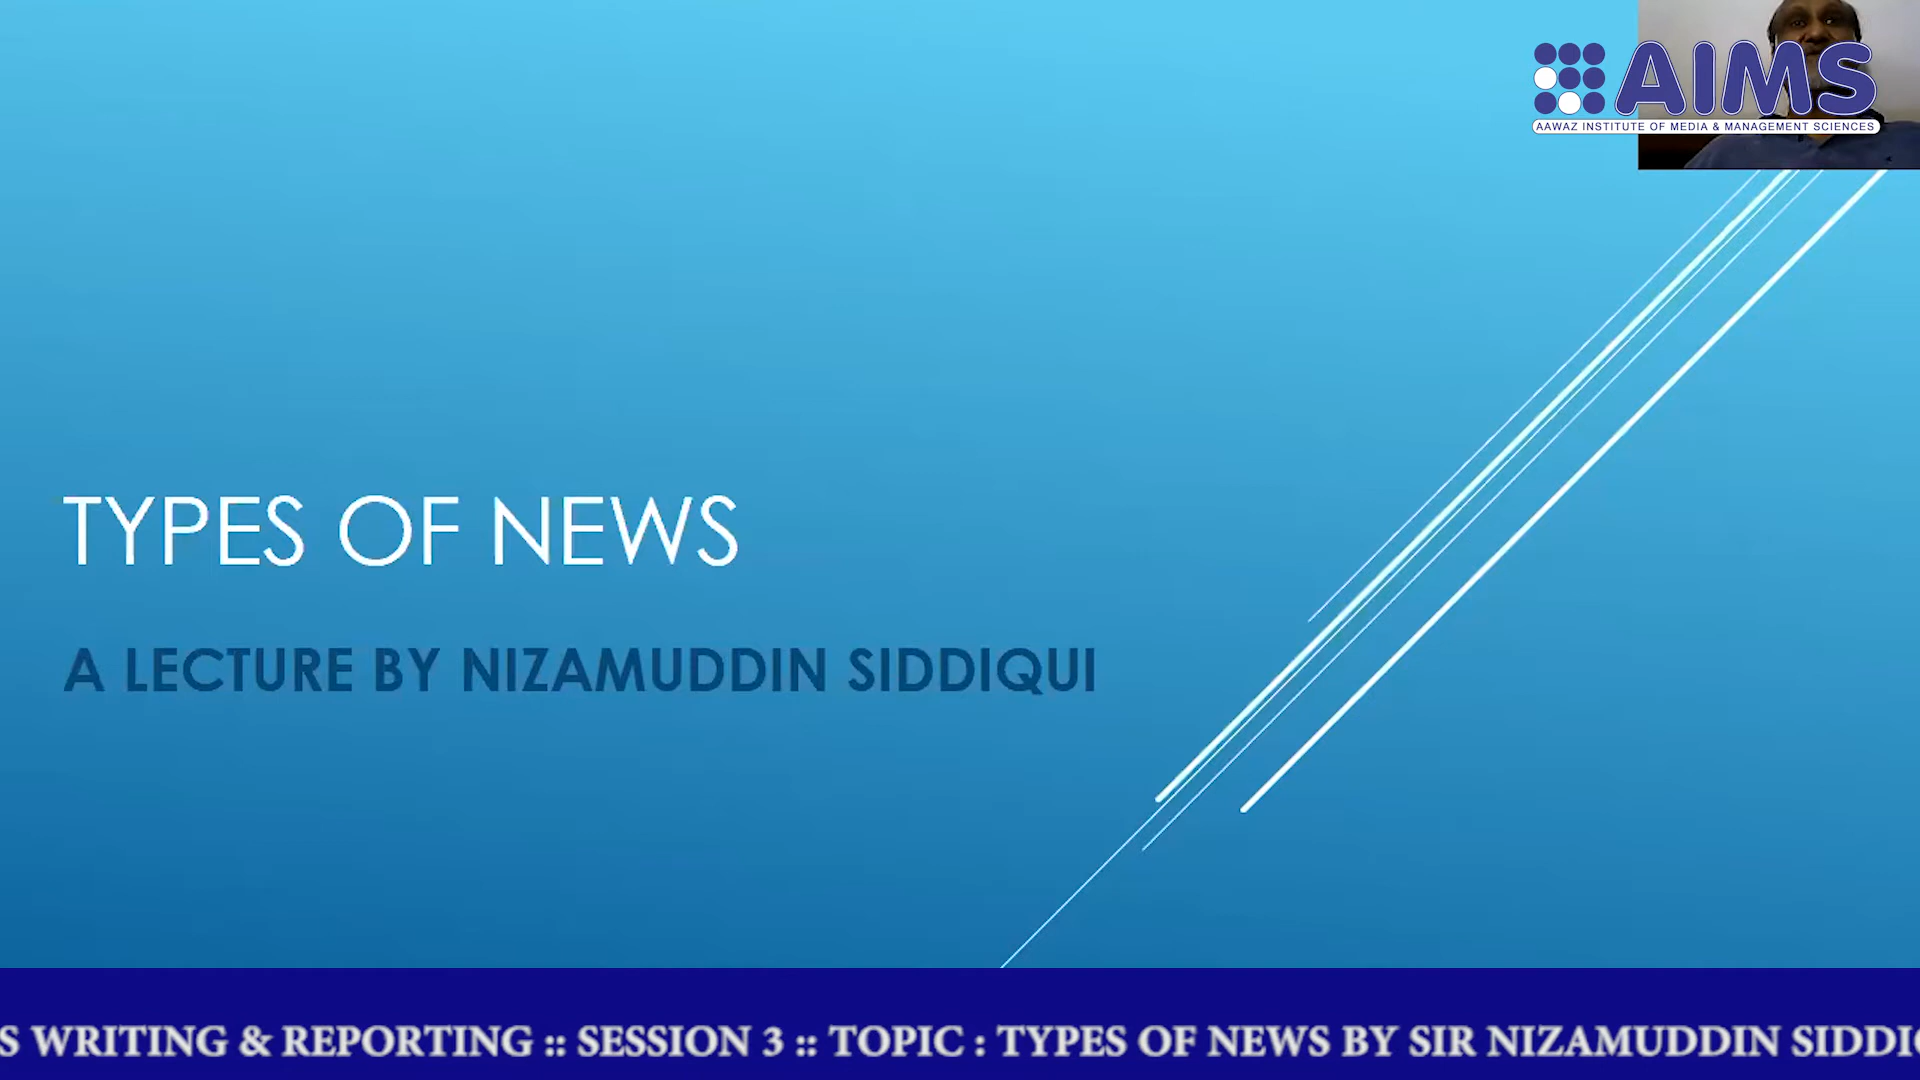 AIMS
AAWAZ INSTITUTE OF MEDIA & MANAGEMENT SCIENCES
TYPES OF NEWS
A LECTURE BY NIZAMUDDIN SIDDIQUI
S WRITING & REPORTING :: SESSION 3 :: TOPIC : TYPES OF NEWS BY SIR NIZAMUDDIN SIDDI